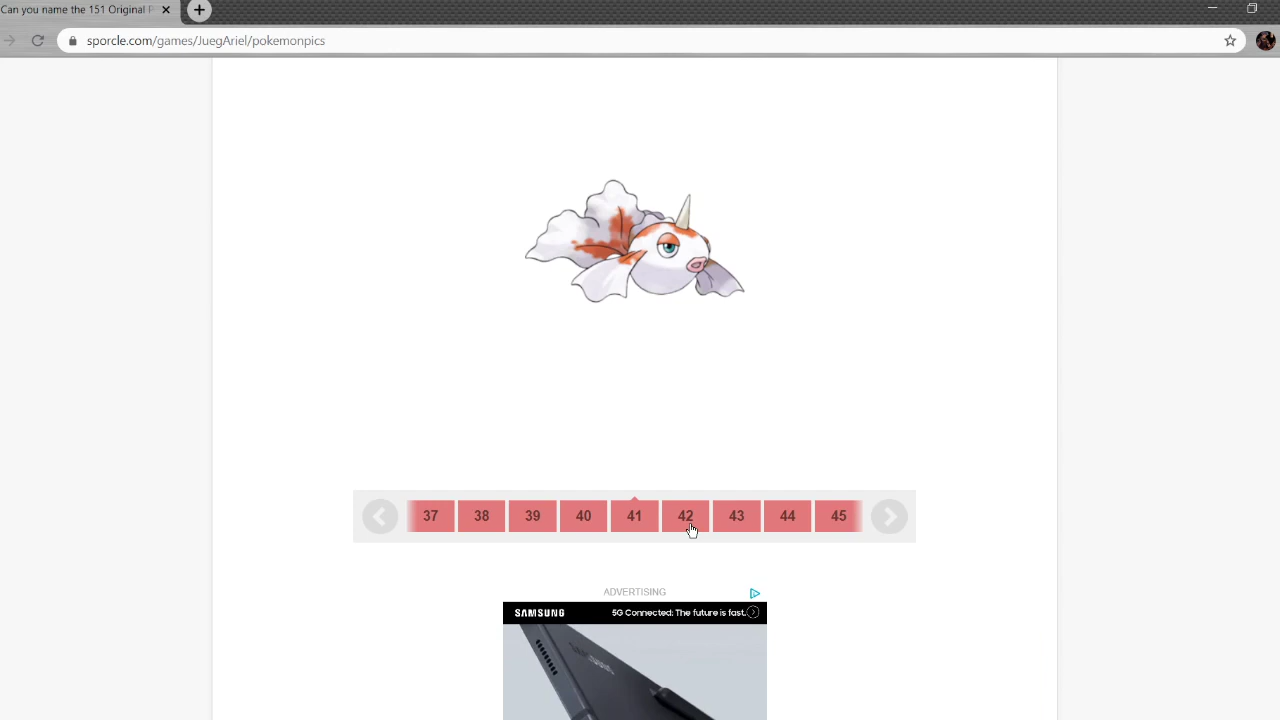 Can you name the 151 Original P
sporcle.com/games/JuegAriel/pokemonpics
37 38 39 40 41 42 43 44 45
ADVERTISING
SAMSUNG 5G Connected: The future is fast.